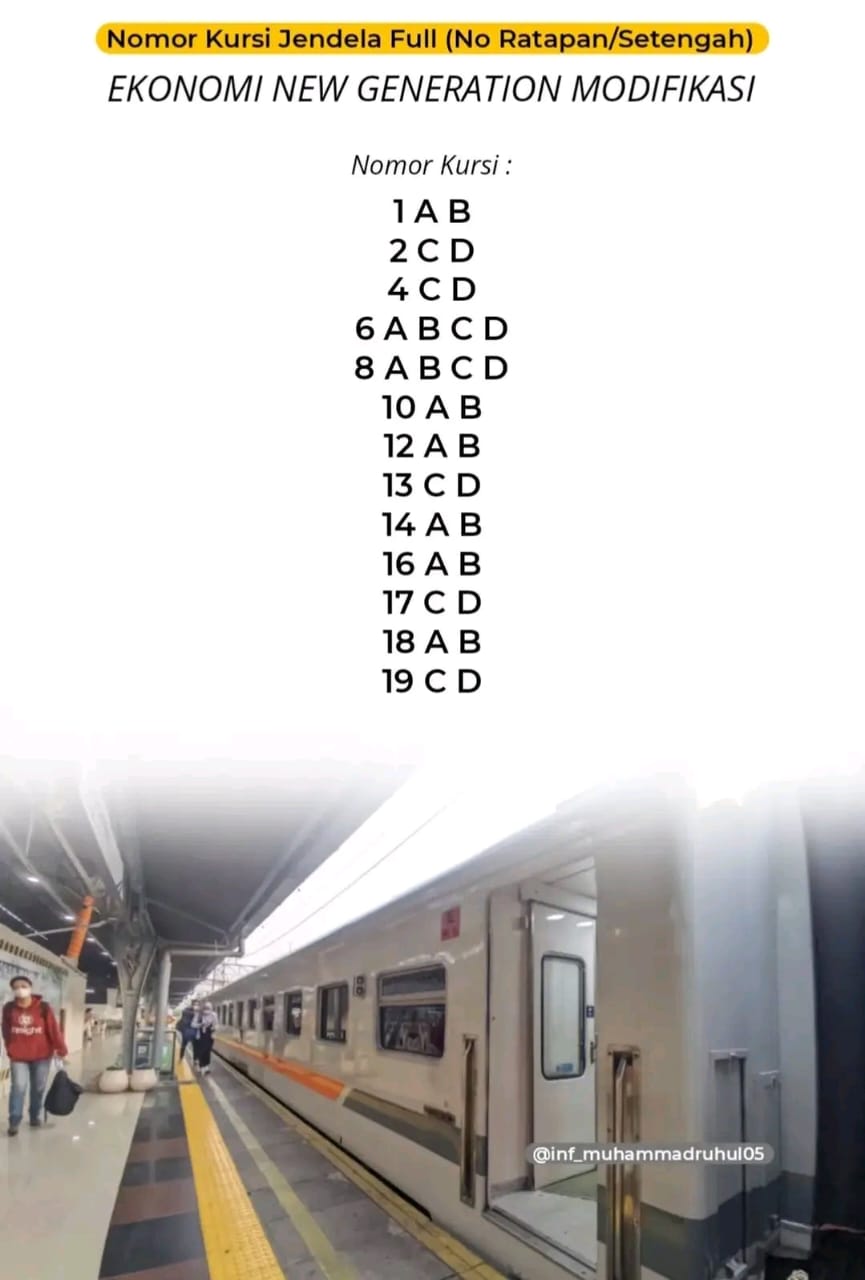 Nomor Kursi Jendela Full (No Ratapan/Setengah)
EKONOMI NEW GENERATION MODIFIKASI
Nomor Kursi :
1 A B
2 C D
4 C D
6 A B C D
8 A B C D
10 A B
12 A B
13 C D
14 A B
16 A B
17 C D
18 A B
19 C D
@inf_muhammadruhul05